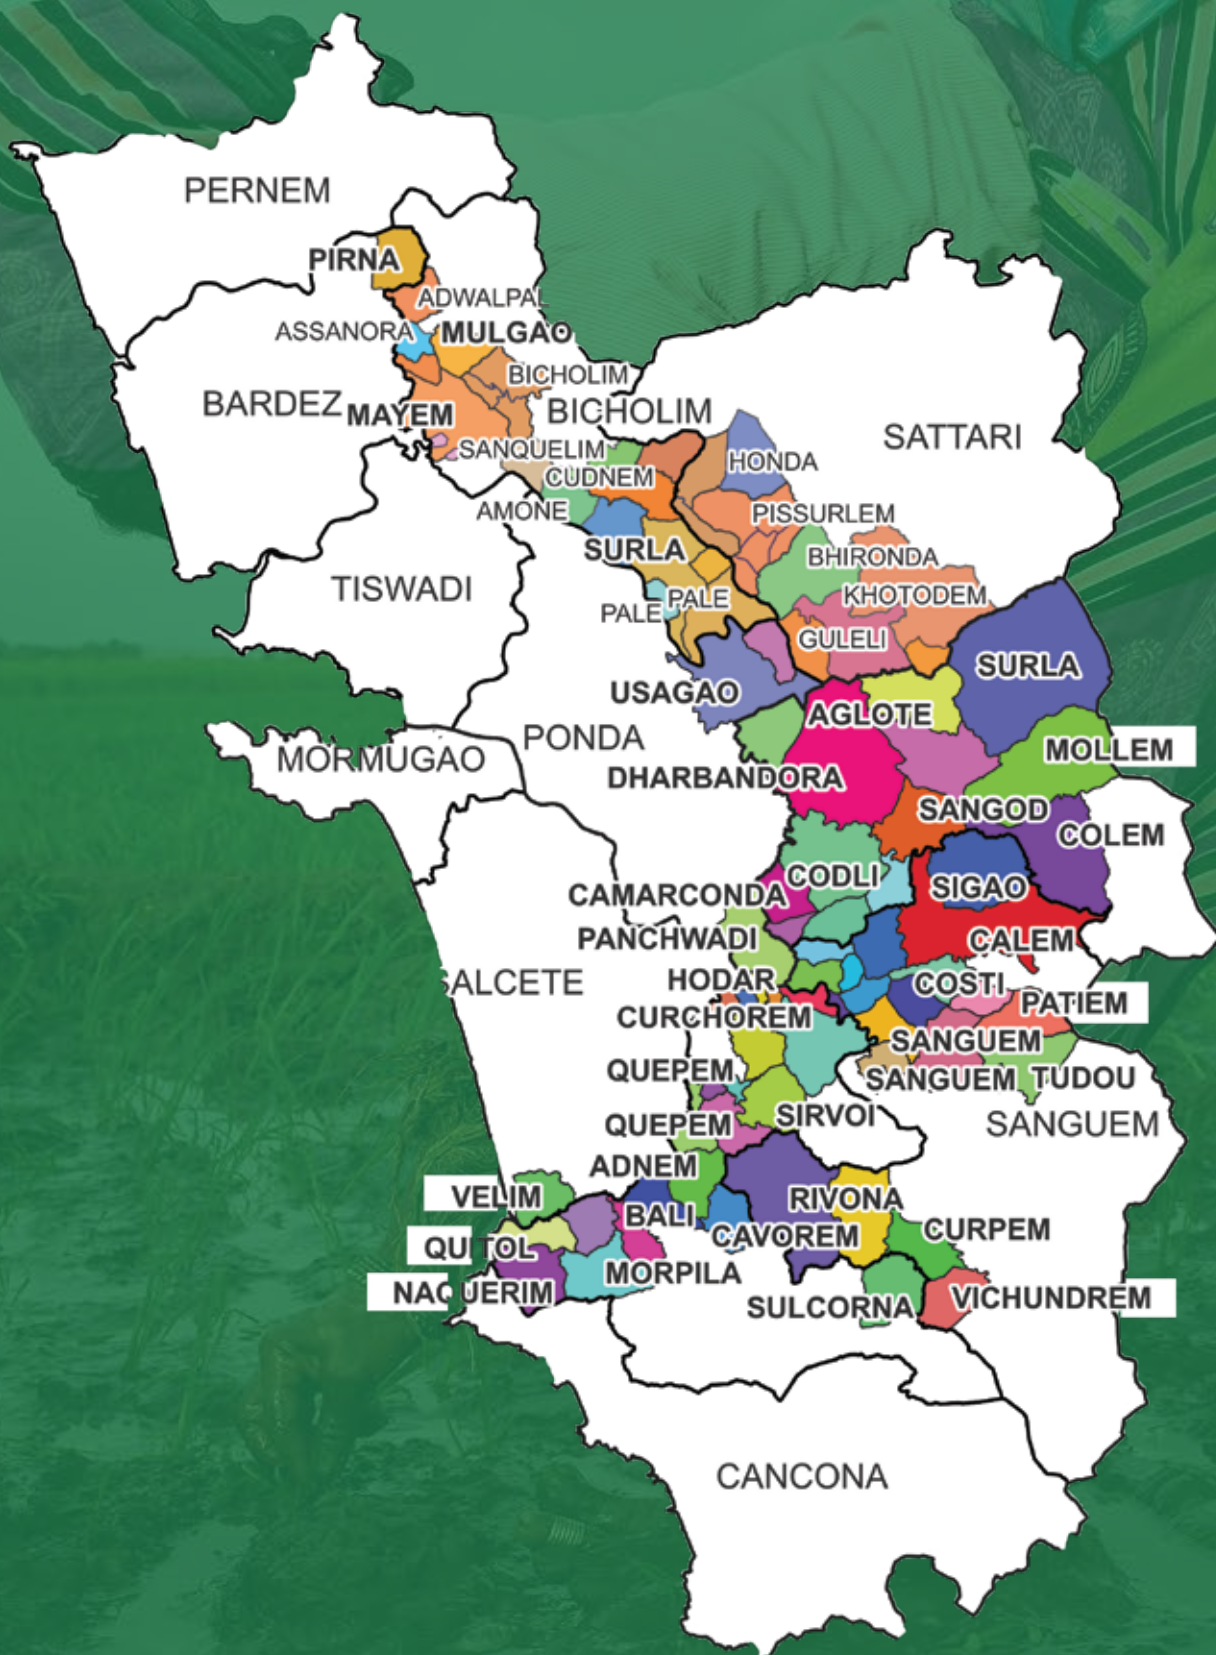 PERNEM
PIRNA
ADWALPAL
ASSANORA
MULGAO
BICHOLIM
BARDEZ
MAYEM
BICHOLIM
SATTARI
SANQUELIM
HONDA
CUDNEM
AMONE
PISSURLEM
SURLA
BHIRONDA
TISWADI
PALE
PALE
KHOTODEM
GULELI
SURLA
USAGAO
AGLOTE
PONDA
MOLLEM
MORMUGAO
DHARBANDORA
SANGOD
COLEM
CODLI
SIGAO
CAMARCONDA
PANCHWADI
CALEM
HODAR
COSTI
SALCETE
PATIEM
CURCHOREM
SANGUEM
QUEPEM
SANGUEM
TUDOU
SIRVOI
QUEPEM
SANGUEM
ADNEM
VELIM
RIVONA
BALI
CAVOREM
CURPEM
QUITOL
MORPILA
NAQUERIM
SULCORNA
VICHUNDREM
CANCONA